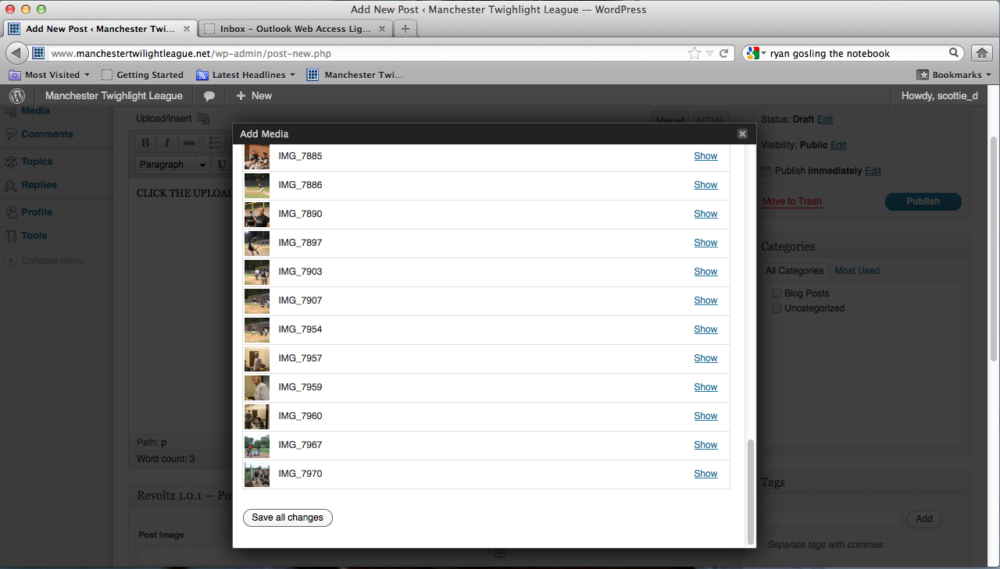 Add New Post ‹ Manchester Twighlight League — WordPress
Add New Post ‹ Manchester Twi...
Inbox – Outlook Web Access Lig...
www.manchestertwilightleague.net/wp-admin/post-new.php
ryan gosling the notebook
Most Visited
Getting Started
Latest Headlines
Manchester Twi...
Bookmarks
Manchester Twighlight League
New
Howdy, scottie_d
Media
Comments
Topics
Replies
Profile
Tools
Collapse menu
Upload/Insert
Visual
HTML
B I ABC
Paragraph
U
CLICK THE UPLOA
Path: p
Word count: 3
Revoltz 1.0.1 — Pos
Post Image
Add Media
IMG_7885 Show
IMG_7886 Show
IMG_7890 Show
IMG_7897 Show
IMG_7903 Show
IMG_7907 Show
IMG_7954 Show
IMG_7957 Show
IMG_7959 Show
IMG_7960 Show
IMG_7967 Show
IMG_7970 Show
Save all changes
Status: Draft Edit
Visibility: Public Edit
Publish immediately Edit
Move to Trash
Publish
Categories
All Categories
Most Used
Blog Posts
Uncategorized
Tags
Add
Separate tags with commas